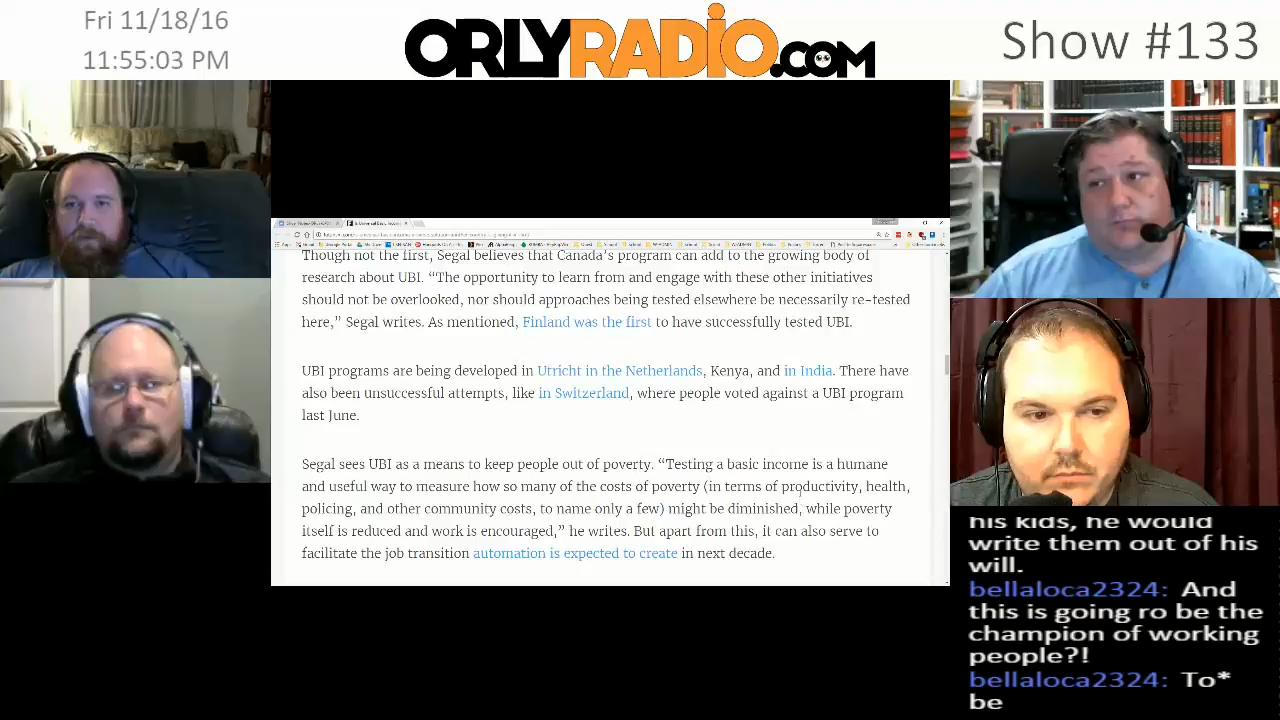 Fri 11/18/16
11:55:03 PM
ORLYRADIO.COM
Show #133
Though not the first, Segal believes that Canada's program can add to the growing body of
research about UBI. “The opportunity to learn from and engage with these other initiatives
should not be overlooked, nor should approaches being tested elsewhere be necessarily re-tested
here,” Segal writes. As mentioned, Finland was the first to have successfully tested UBI.
UBI programs are being developed in Utricht in the Netherlands, Kenya, and in India. There have
also been unsuccessful attempts, like in Switzerland, where people voted against a UBI program
last June.
Segal sees UBI as a means to keep people out of poverty. “Testing a basic income is a humane
and useful way to measure how so many of the costs of poverty (in terms of productivity, health,
policing, and other community costs, to name only a few) might be diminished, while poverty
itself is reduced and work is encouraged,” he writes. But apart from this, it can also serve to
facilitate the job transition automation is expected to create in next decade.
his kids, he would
write them out of his
will.
bellaloca2324: And
this is going ro be the
champion of working
people?!
bellaloca2324: To*
be